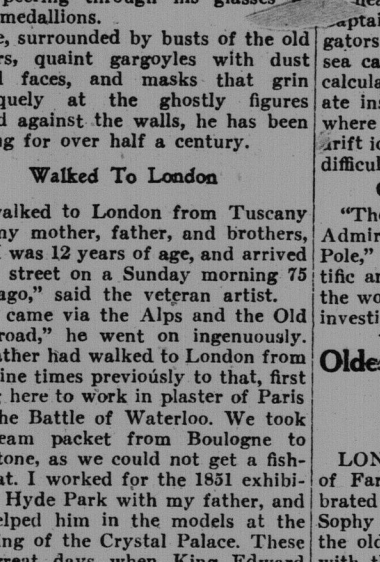 medallions.
surrounded by busts of the old
quaint gargoyles with dust
faces, and masks that grin
quely at the ghostly figures
against the walls, he has been
for over half a century.
Walked To London
walked to London from Tuscany
my mother, father, and brothers,
was 12 years of age, and arrived
street on a Sunday morning 75
ago," said the veteran artist.
came via the Alps and the Old
road," he went on ingenuously.
ather had walked to London from
ine times previously to that, first
here to work in plaster of Paris
he Battle of Waterloo. We took
eam packet from Boulogne to
tone, as we could not get a fish-
at. I worked for the 1851 exhibi-
Hyde Park with my father, and
elped him in the models at the
ing of the Crystal Palace. These
great days when King Edward
aptai
gators
sea ca
calcula
ate ins
where
drift ic
difficul
"The
Admir
Pole,"
tific an
the wo
investi
Oldes
LON
of Far
brated
Sophy
the old